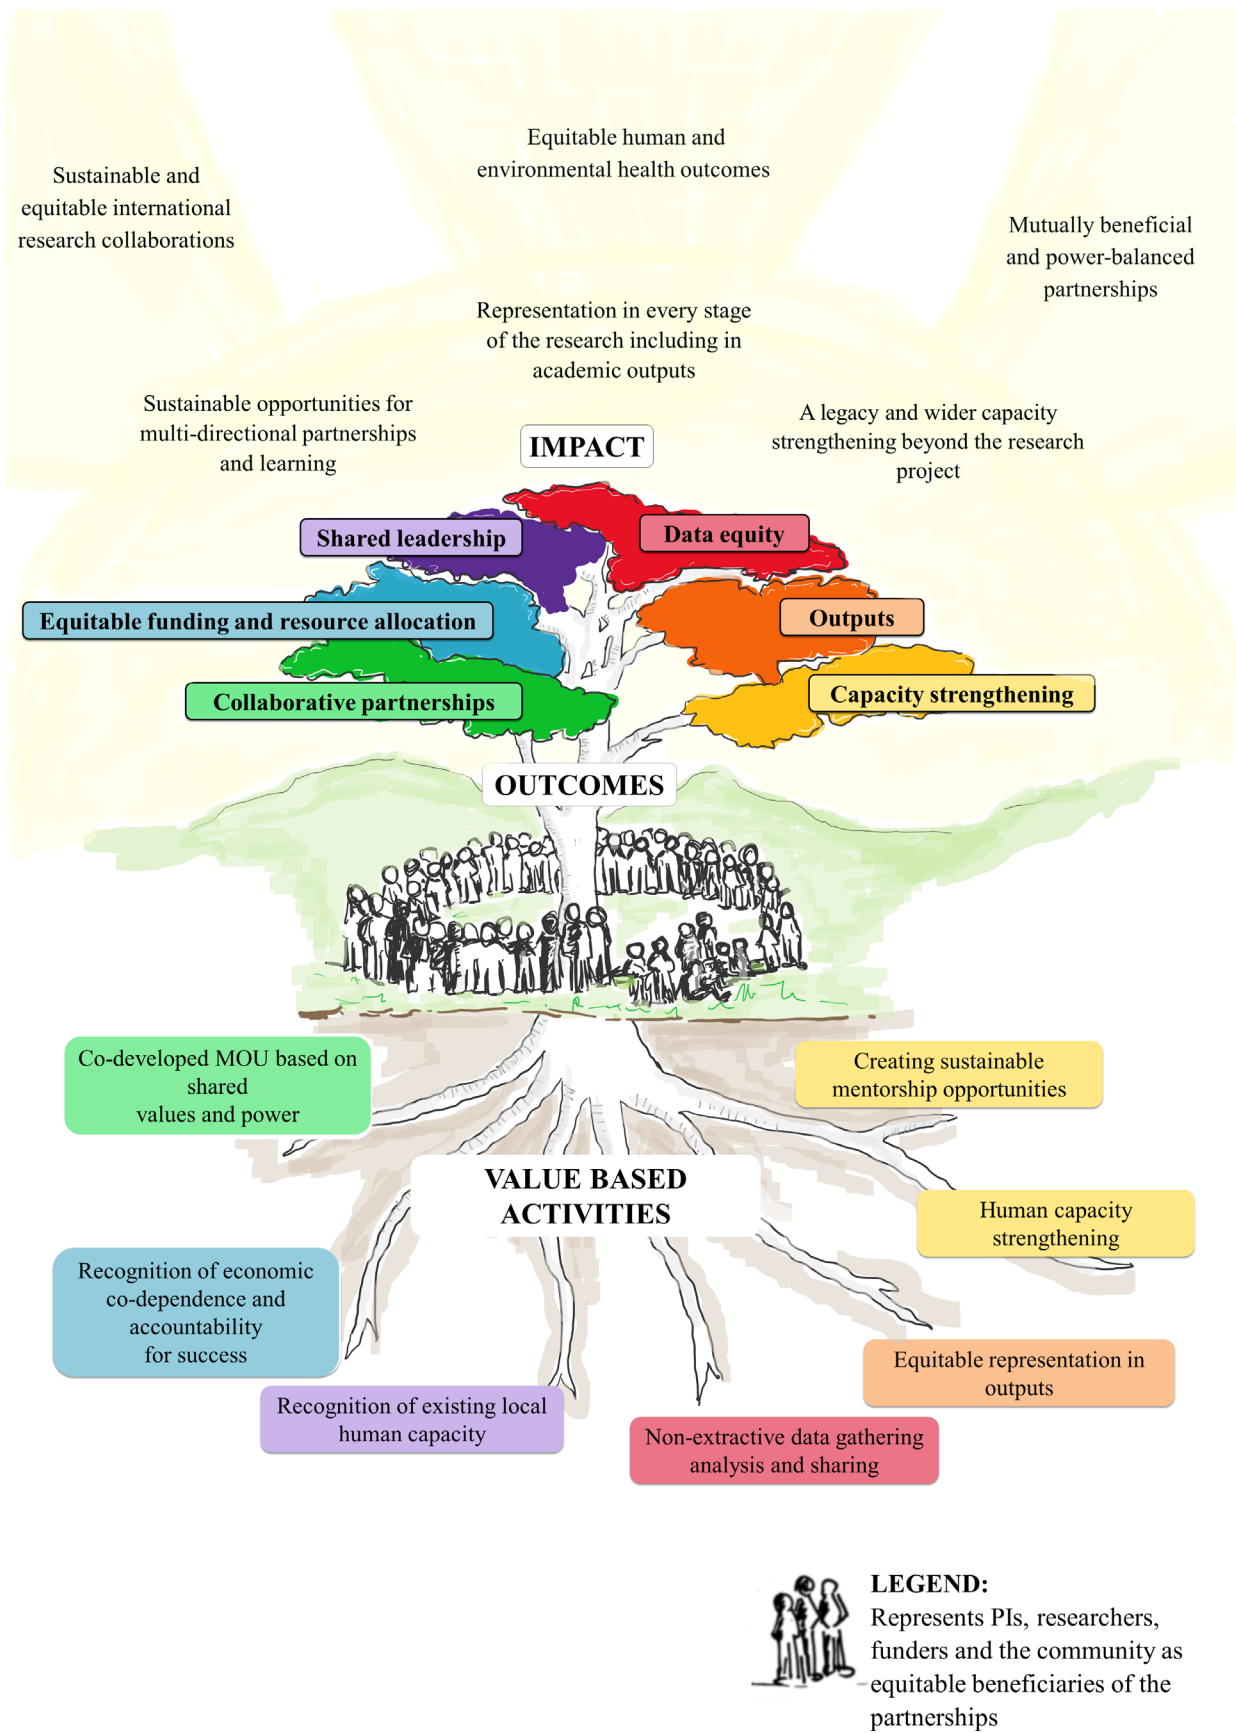 Equitable human and
environmental health outcomes
Sustainable and
equitable international
research collaborations
Mutually beneficial
and power-balanced
partnerships
Representation in every stage
of the research including in
academic outputs
Sustainable opportunities for
multi-directional partnerships
and learning
A legacy and wider capacity
strengthening beyond the research
project
IMPACT
Shared leadership
Data equity
Equitable funding and resource allocation
Outputs
Collaborative partnerships
Capacity strengthening
OUTCOMES
Co-developed MOU based on
shared
values and power
Creating sustainable
mentorship opportunities
VALUE BASED
ACTIVITIES
Human capacity
strengthening
Recognition of economic
co-dependence and
accountability
for success
Equitable representation in
outputs
Recognition of existing local
human capacity
Non-extractive data gathering
analysis and sharing
LEGEND:
Represents PIs, researchers,
funders and the community as
equitable beneficiaries of the
partnerships